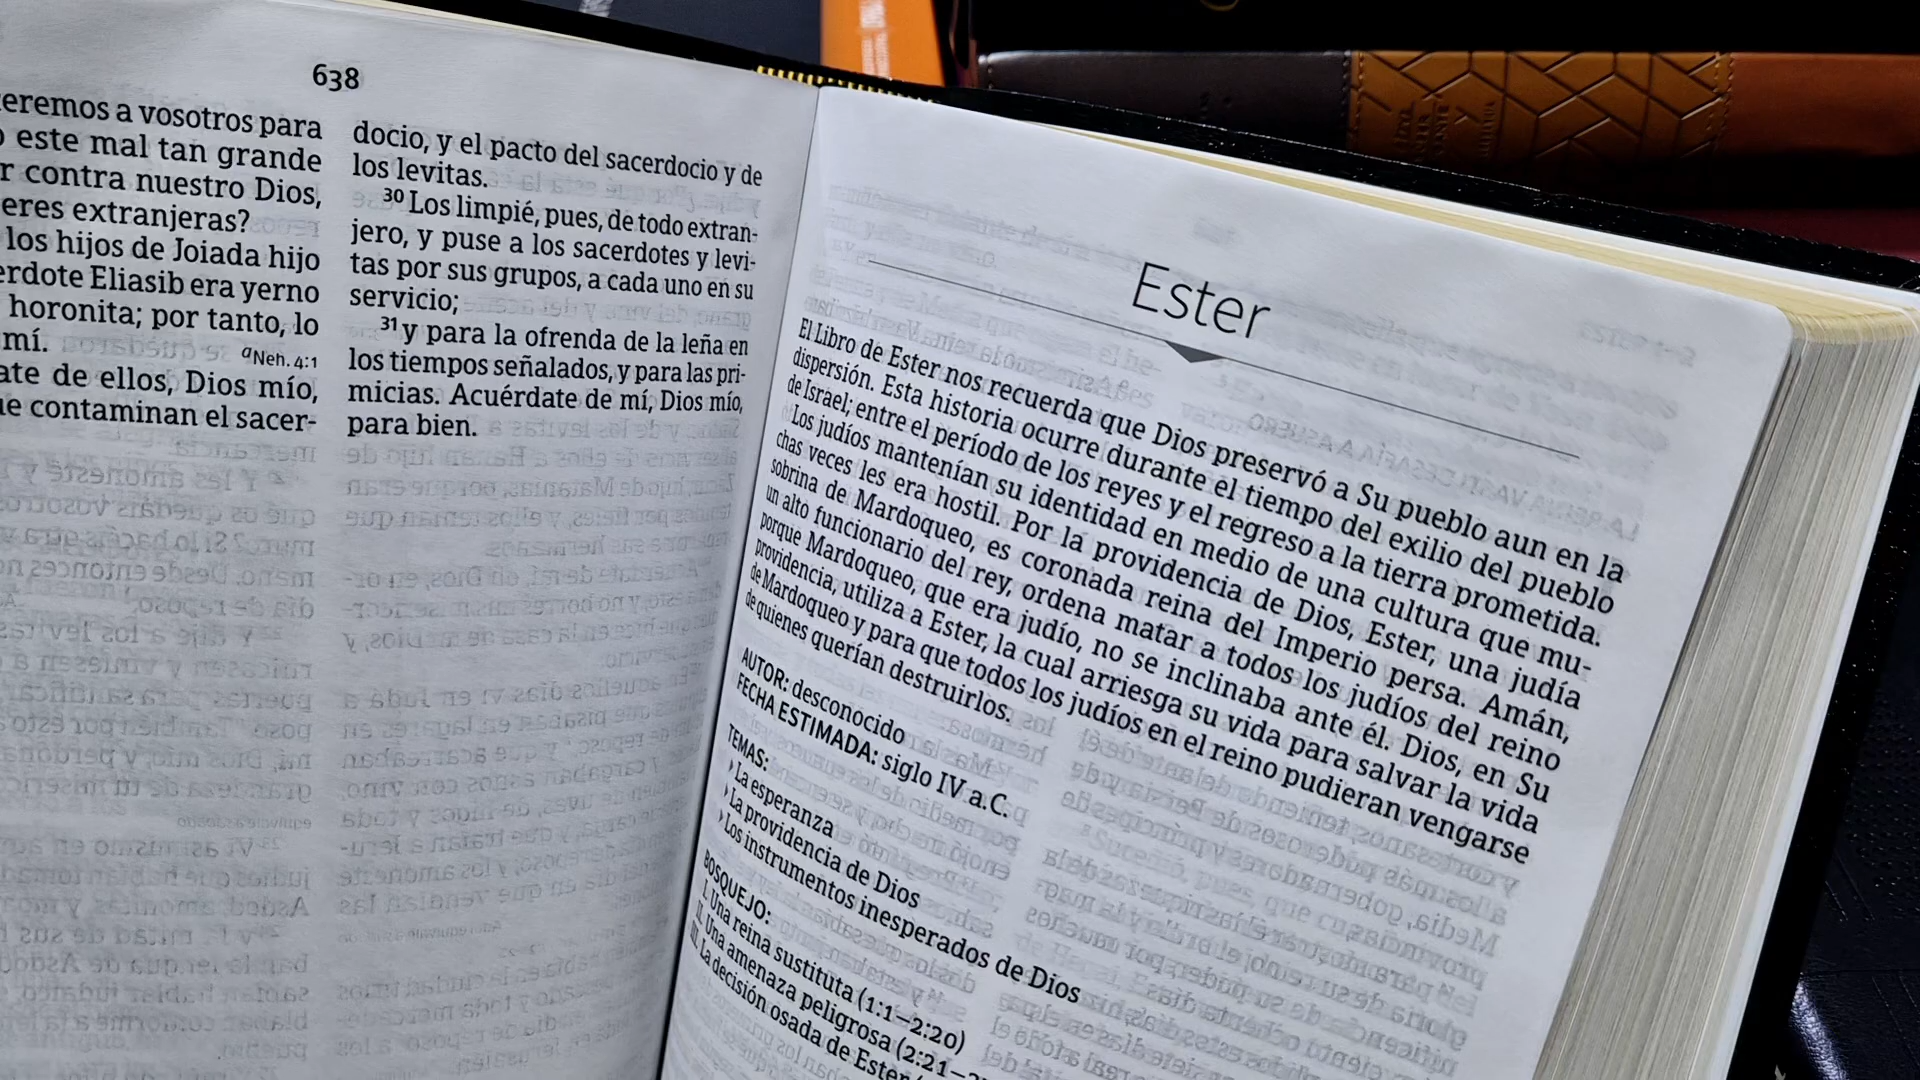 638
eremos a vosotros para
este mal tan grande
r contra nuestro Dios,
eres extranjeras?
los hijos de Joiada hijo
erdote Eliasib era yerno
horonita; por tanto, lo
mí.
aNeh. 4:1
ate de ellos, Dios mío,
ue contaminan el sacer-
docio, y el pacto del sacerdocio y de
los levitas.
30 Los limpié, pues, de todo extran-
jero, y puse a los sacerdotes y levi-
tas por sus grupos, a cada uno en su
servicio;
31 y para la ofrenda de la leña en
los tiempos señalados, y para las pri-
micias. Acuérdate de mí, Dios mío,
para bien.
Ester
El Libro de Ester nos recuerda que Dios preservó a Su pueblo aun en la
dispersión. Esta historia ocurre durante el tiempo del exilio del pueblo
de Israel; entre el período de los reyes y el regreso a la tierra prometida.
Los judíos mantenían su identidad en medio de una cultura que mu-
chas veces les era hostil. Por la providencia de Dios, Ester, una judía
sobrina de Mardoqueo, es coronada reina del Imperio persa. Amán,
un alto funcionario del rey, ordena matar a todos los judíos del reino
porque Mardoqueo, que era judío, no se inclinaba ante él. Dios, en Su
providencia, utiliza a Ester, la cual arriesga su vida para salvar la vida
de Mardoqueo y para que todos los judíos en el reino pudieran vengarse
de quienes querían destruirlos.
AUTOR: desconocido
FECHA ESTIMADA: siglo IV a.C.
TEMAS:
La esperanza
La providencia de Dios
Los instrumentos inesperados de Dios
BOSQUEJO:
I. Una reina sustituta (1:1–2:20)
II. Una amenaza peligrosa (2:21–
III. La decisión osada de Ester